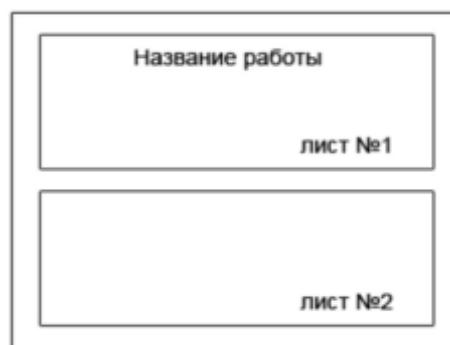 Название работы
лист №1
лист №2